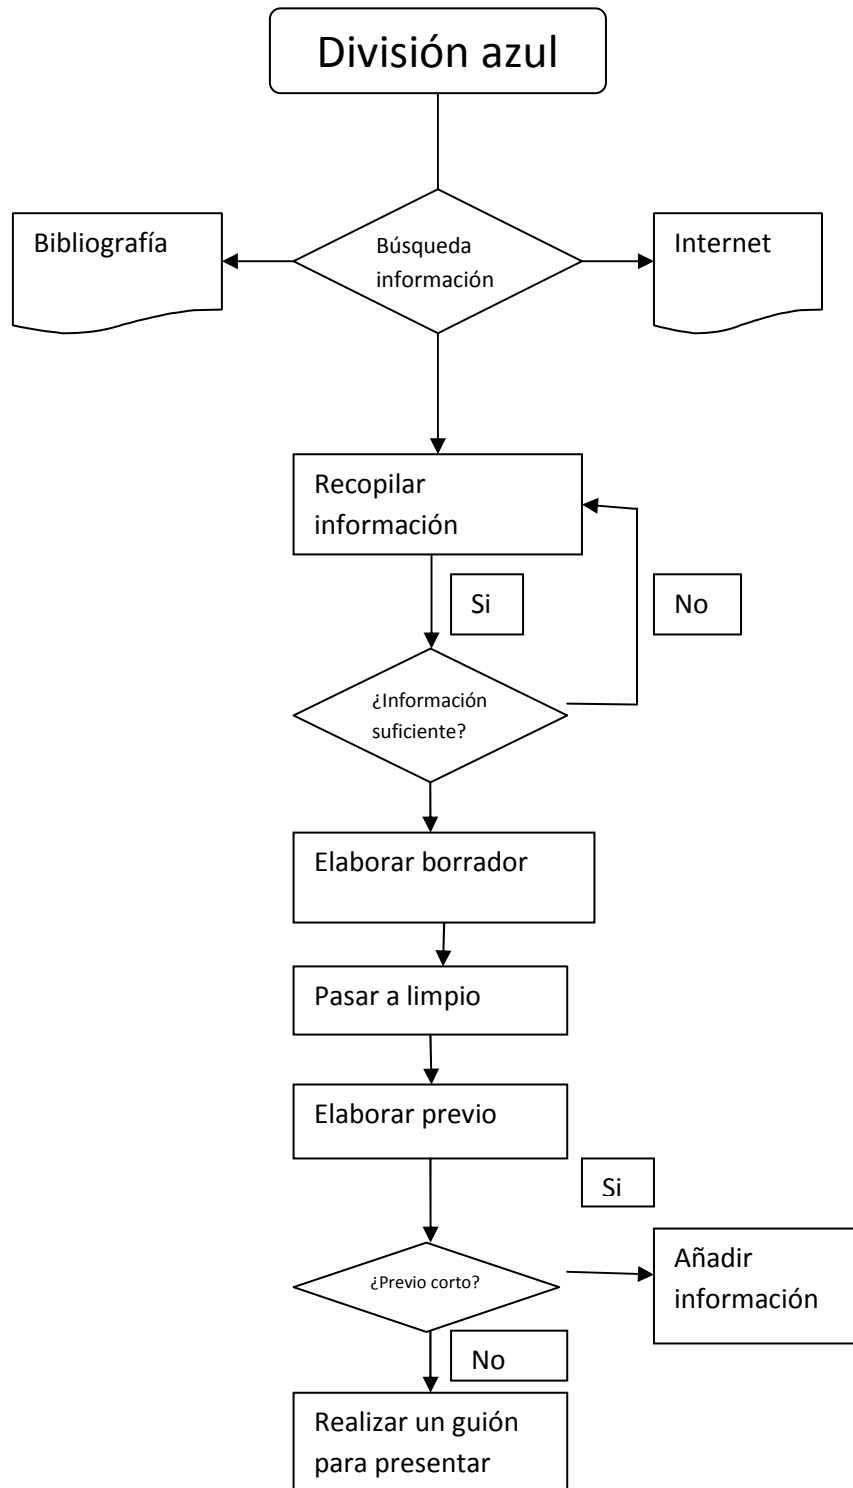 División azul
Bibliografía
Búsqueda
información
Internet
Recopilar
información
Si
No
¿Información
suficiente?
Elaborar borrador
Pasar a limpio
Elaborar previo
Si
¿Previo corto?
Añadir
información
No
Realizar un guión
para presentar